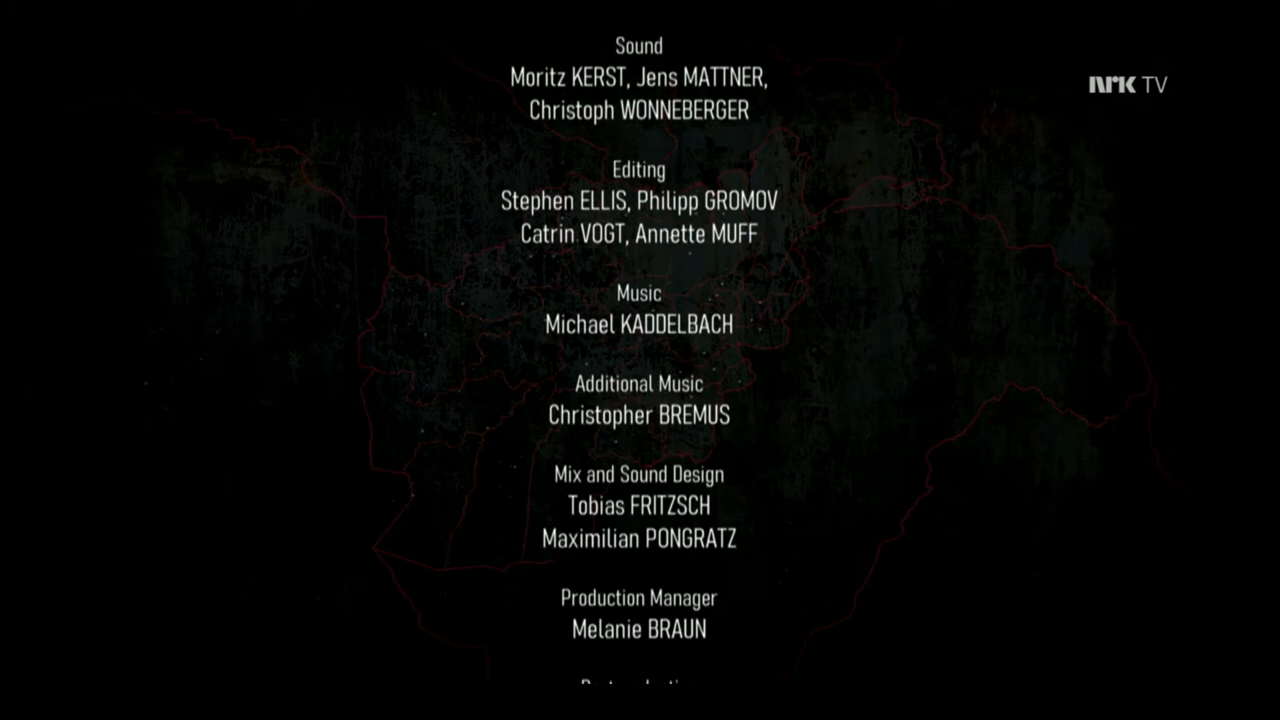 Sound
Moritz KERST, Jens MATTNER,
Christoph WONNEBERGER
NRK TV
Editing
Stephen ELLIS, Philipp GROMOV
Catrin VOGT, Annette MUFF
Music
Michael KADDELBACH
Additional Music
Christopher BREMUS
Mix and Sound Design
Tobias FRITZSCH
Maximilian PONGRATZ
Production Manager
Melanie BRAUN